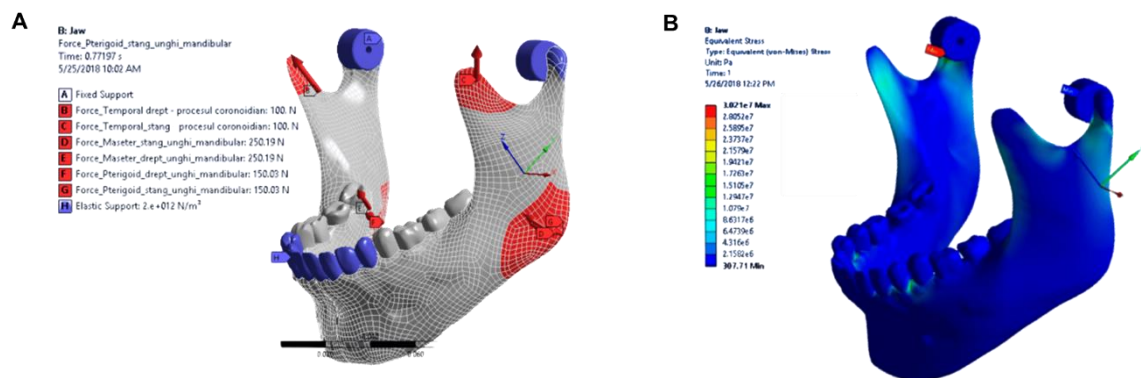 A
B: Jaw
Force_Pterigoid_stang_unghi_mandibular
Time: 0.77197 s
5/25/2018 10:02 AM
A Fixed Support
B Force_Temporal drept - procesul coronoidian: 100. N
C Force_Temporal_stang procesul coronoidian: 100. N
D Force_Maseter_stang_unghi_mandibular: 250.19 N
E Force_Maseter_drept_unghi_mandibular: 250.19 N
F Force_Pterigoid_drept_unghi_mandibular: 150.03 N
G Force_Pterigoid_stang_unghi_mandibular: 150.03 N
H Elastic Support: 2.e+012 N/m³
A
B
C
E
F
G
D
H
0.060
B
B: Jaw
Equivalent Stress
Type: Equivalent (von-Mises) Stress
Unit: Pa
Time: 1
5/26/2018 12:22 PM
3.021e7 Max
2.8052e7
2.5895e7
2.3737e7
2.1579e7
1.9421e7
1.7263e7
1.5105e7
1.2947e7
1.079e7
8.6317e6
6.4739e6
4.316e6
2.1582e6
307.71 Min